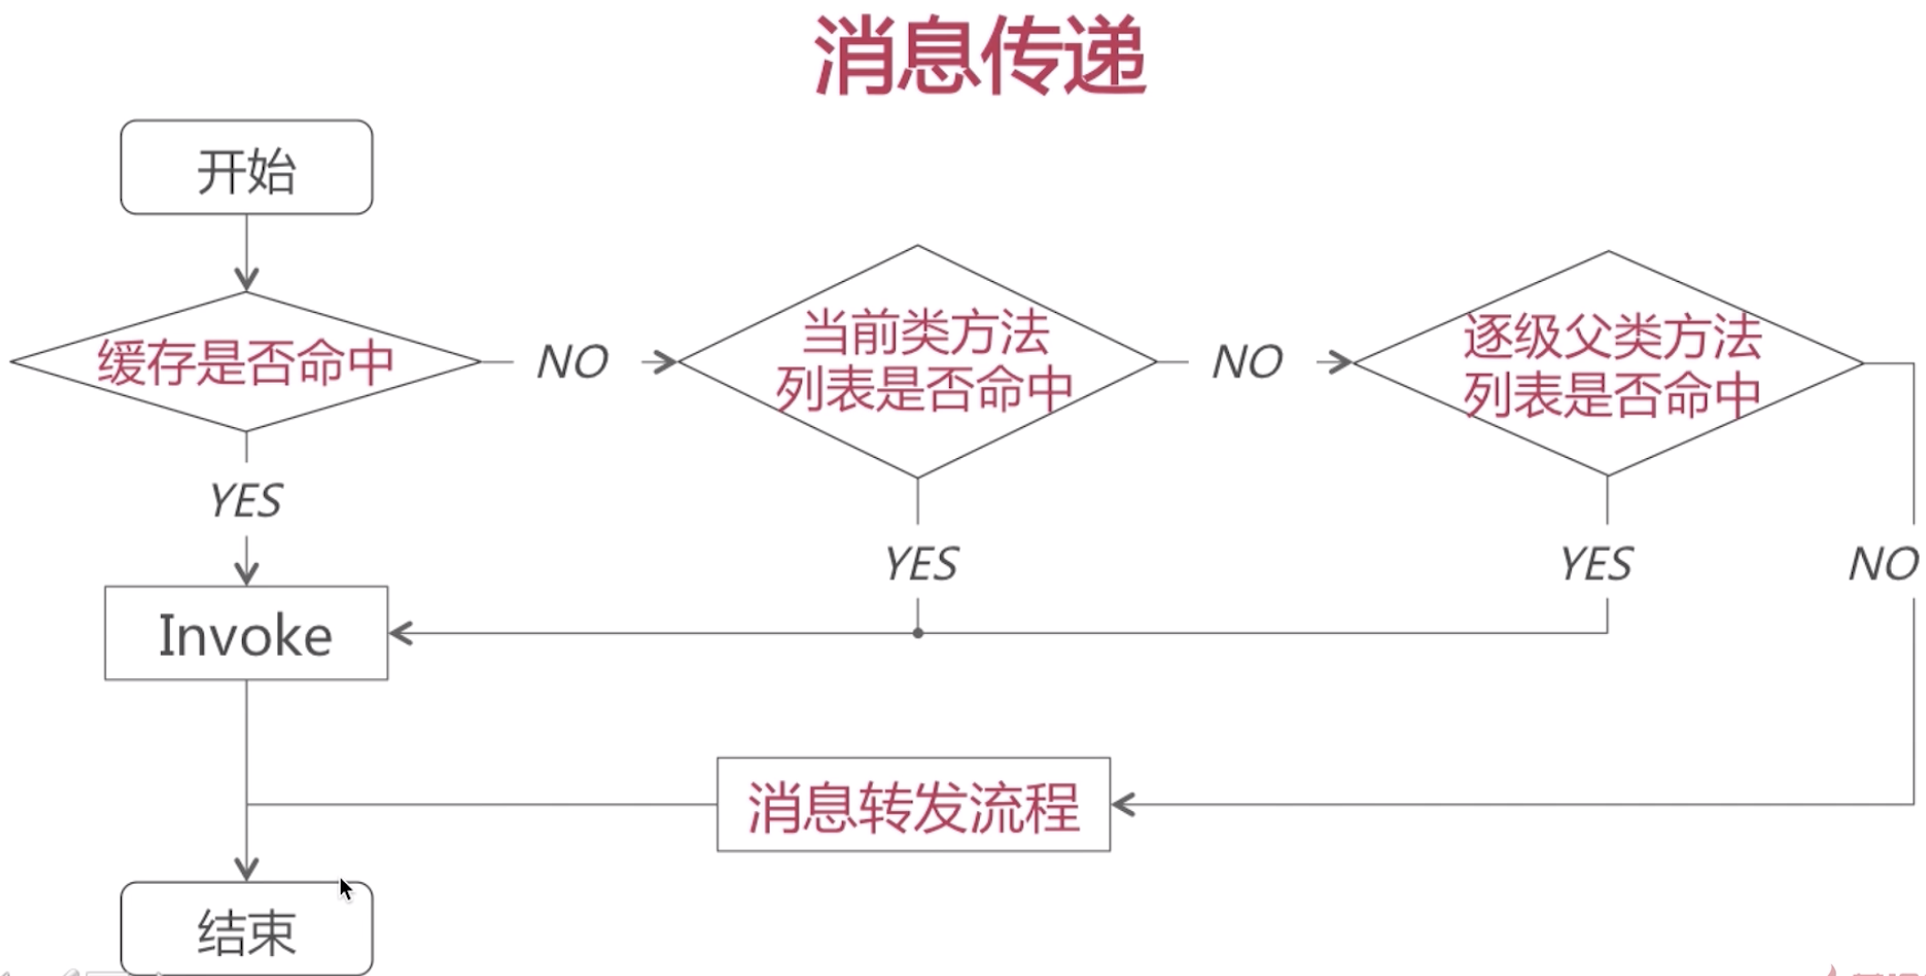 消息传递
开始
缓存是否命中
NO
当前类方法
列表是否命中
NO
逐级父类方法
列表是否命中
YES
YES
YES
NO
Invoke
消息转发流程
结束